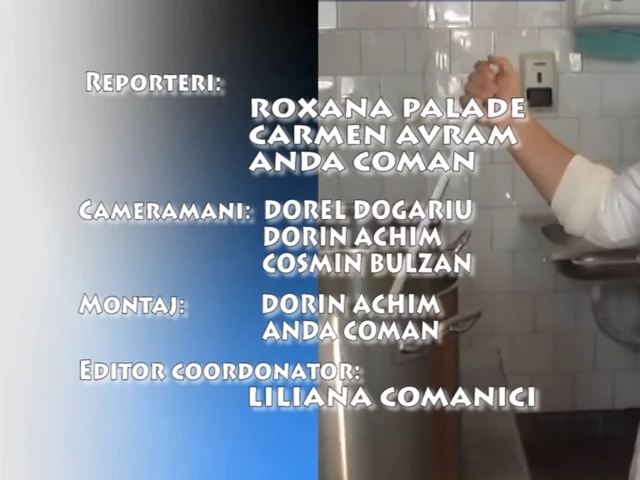 REPORTERI:
ROXANA PALADE
CARMEN AVRAM
ANDA COMAN
CAMERAMANI: DOREL DOGARIU
DORIN ACHIM
COSMIN BULZAN
MONTAJ: DORIN ACHIM
ANDA COMAN
EDITOR COORDONATOR:
LILIANA COMANICI